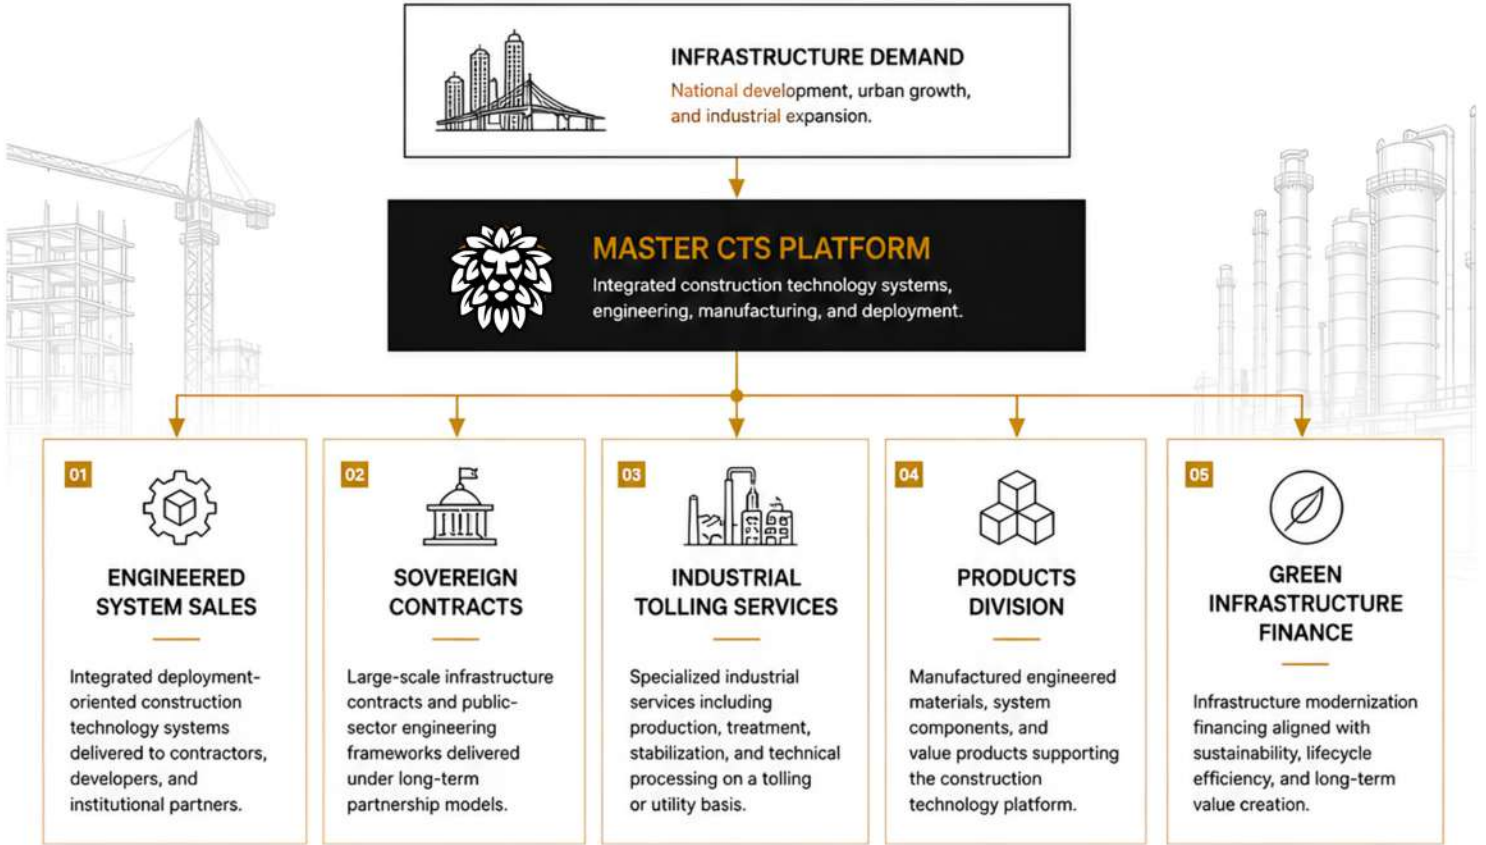 INFRASTRUCTURE DEMAND
National development, urban growth,
and industrial expansion.
MASTER CTS PLATFORM
Integrated construction technology systems,
engineering, manufacturing, and deployment.
01
ENGINEERED
SYSTEM SALES
Integrated deployment-
oriented construction
technology systems
delivered to contractors,
developers, and
institutional partners.
02
SOVEREIGN
CONTRACTS
Large-scale infrastructure
contracts and public-
sector engineering
frameworks delivered
under long-term
partnership models.
03
INDUSTRIAL
TOLLING SERVICES
Specialized industrial
services including
production, treatment,
stabilization, and technical
processing on a tolling
or utility basis.
04
PRODUCTS
DIVISION
Manufactured engineered
materials, system
components, and
value products supporting
the construction
technology platform.
05
GREEN
INFRASTRUCTURE
FINANCE
Infrastructure modernization
financing aligned with
sustainability, lifecycle
efficiency, and long-term
value creation.